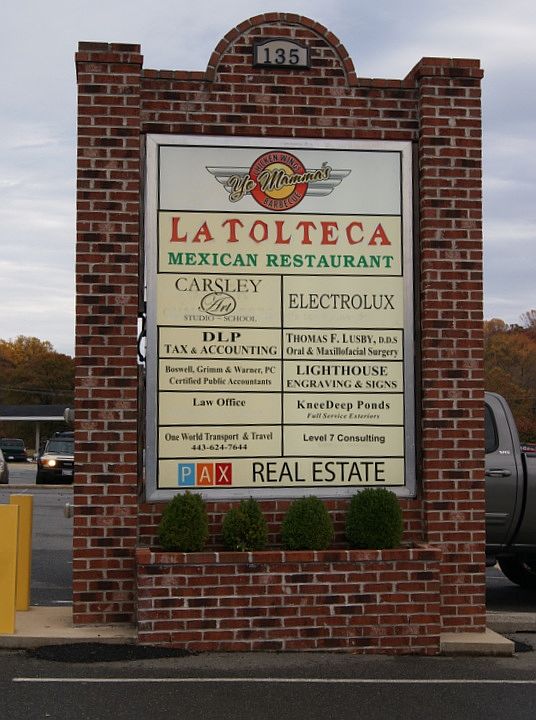 135
CHICKEN WINGS
Yo Mamma's
BARBECUE
LA TOLTECA
MEXICAN RESTAURANT
CARSLEY
Art
STUDIO ~ SCHOOL
ELECTROLUX
DLP
TAX & ACCOUNTING
THOMAS F. LUSBY, D.D.S
Oral & Maxillofacial Surgery
Boswell, Grimm & Warner, PC
Certified Public Accountants
LIGHTHOUSE
ENGRAVING & SIGNS
Law Office
KneeDeep Ponds
Full Service Exteriors
One World Transport & Travel
443-624-7644
Level 7 Consulting
PAX REAL ESTATE